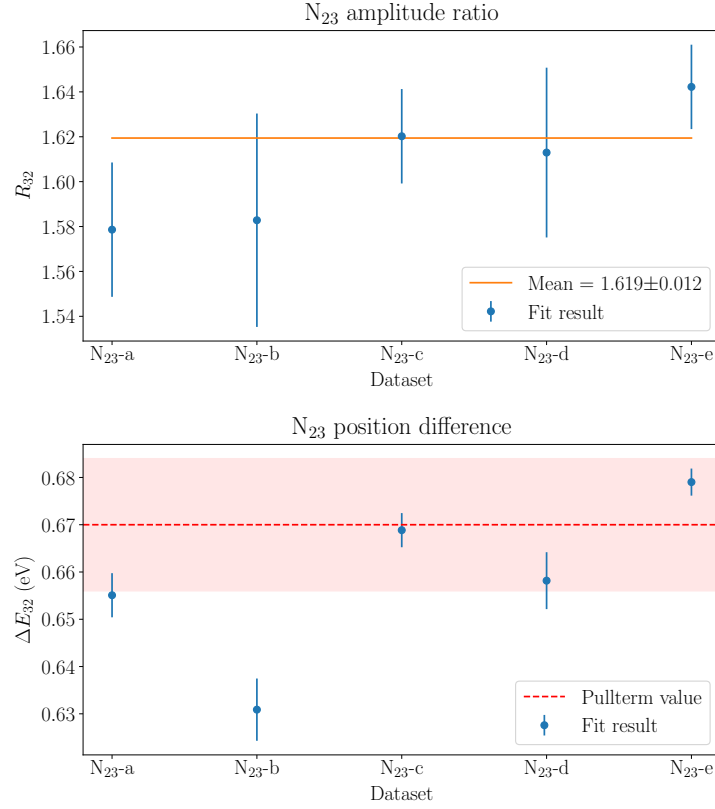 N₂₃ amplitude ratio
1.66
1.64
1.62
1.60
1.58
1.56
1.54
R₃₂
Mean = 1.619±0.012
Fit result
N₂₃-a N₂₃-b N₂₃-c N₂₃-d N₂₃-e
Dataset
N₂₃ position difference
0.68
0.67
0.66
0.65
0.64
0.63
ΔE₃₂ (eV)
Pullterm value
Fit result
N₂₃-a N₂₃-b N₂₃-c N₂₃-d N₂₃-e
Dataset